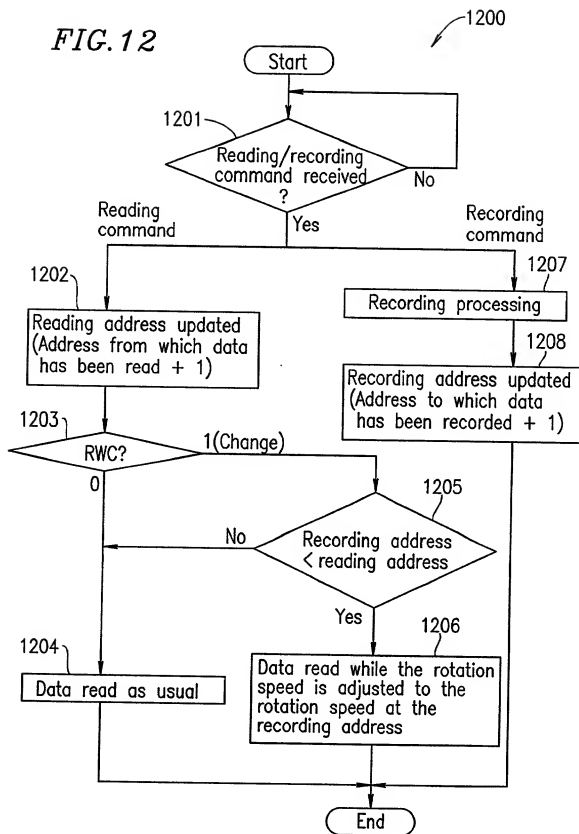 FIG.12
1200
Start
1201
Reading/recording
command received
?
No
Yes
Reading
command
Recording
command
1202
Reading address updated
(Address from which data
has been read + 1)
1207
Recording processing
1208
Recording address updated
(Address to which data
has been recorded + 1)
1203
RWC?
1(Change)
0
1205
Recording address
< reading address
No
Yes
1204
Data read as usual
1206
Data read while the rotation
speed is adjusted to the
rotation speed at the
recording address
End